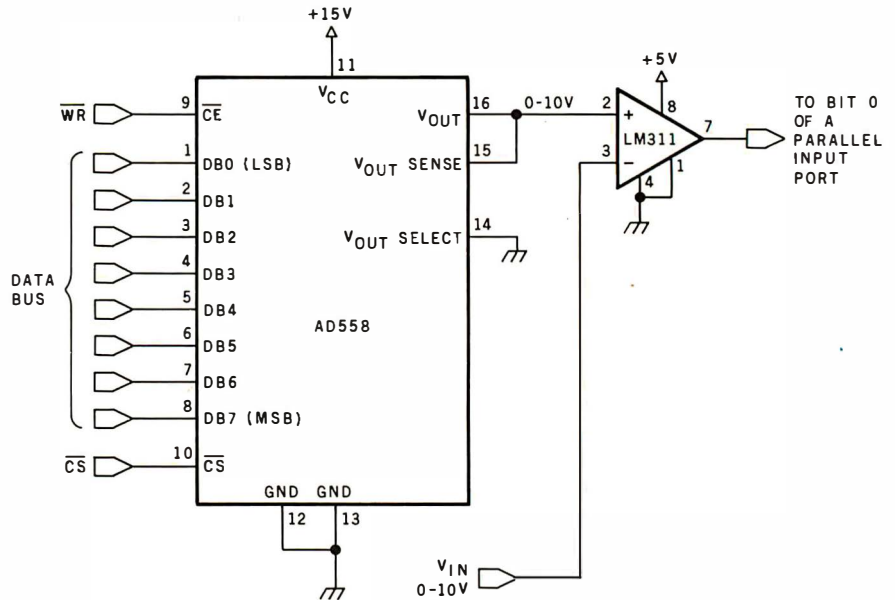 +15V
11
VCC
WR
9
CE
1
DB0 (LSB)
2
DB1
3
DB2
4
DB3
5
DB4
6
DB5
7
DB6
8
DB7 (MSB)
DATA
BUS
CS
10
CS
AD558
16
VOUT
15
VOUT SENSE
14
VOUT SELECT
GND GND
12 13
0-10V
+5V
2
+
8
LM311
7
3
−
4
1
TO BIT 0
OF A
PARALLEL
INPUT
PORT
VIN
0-10V